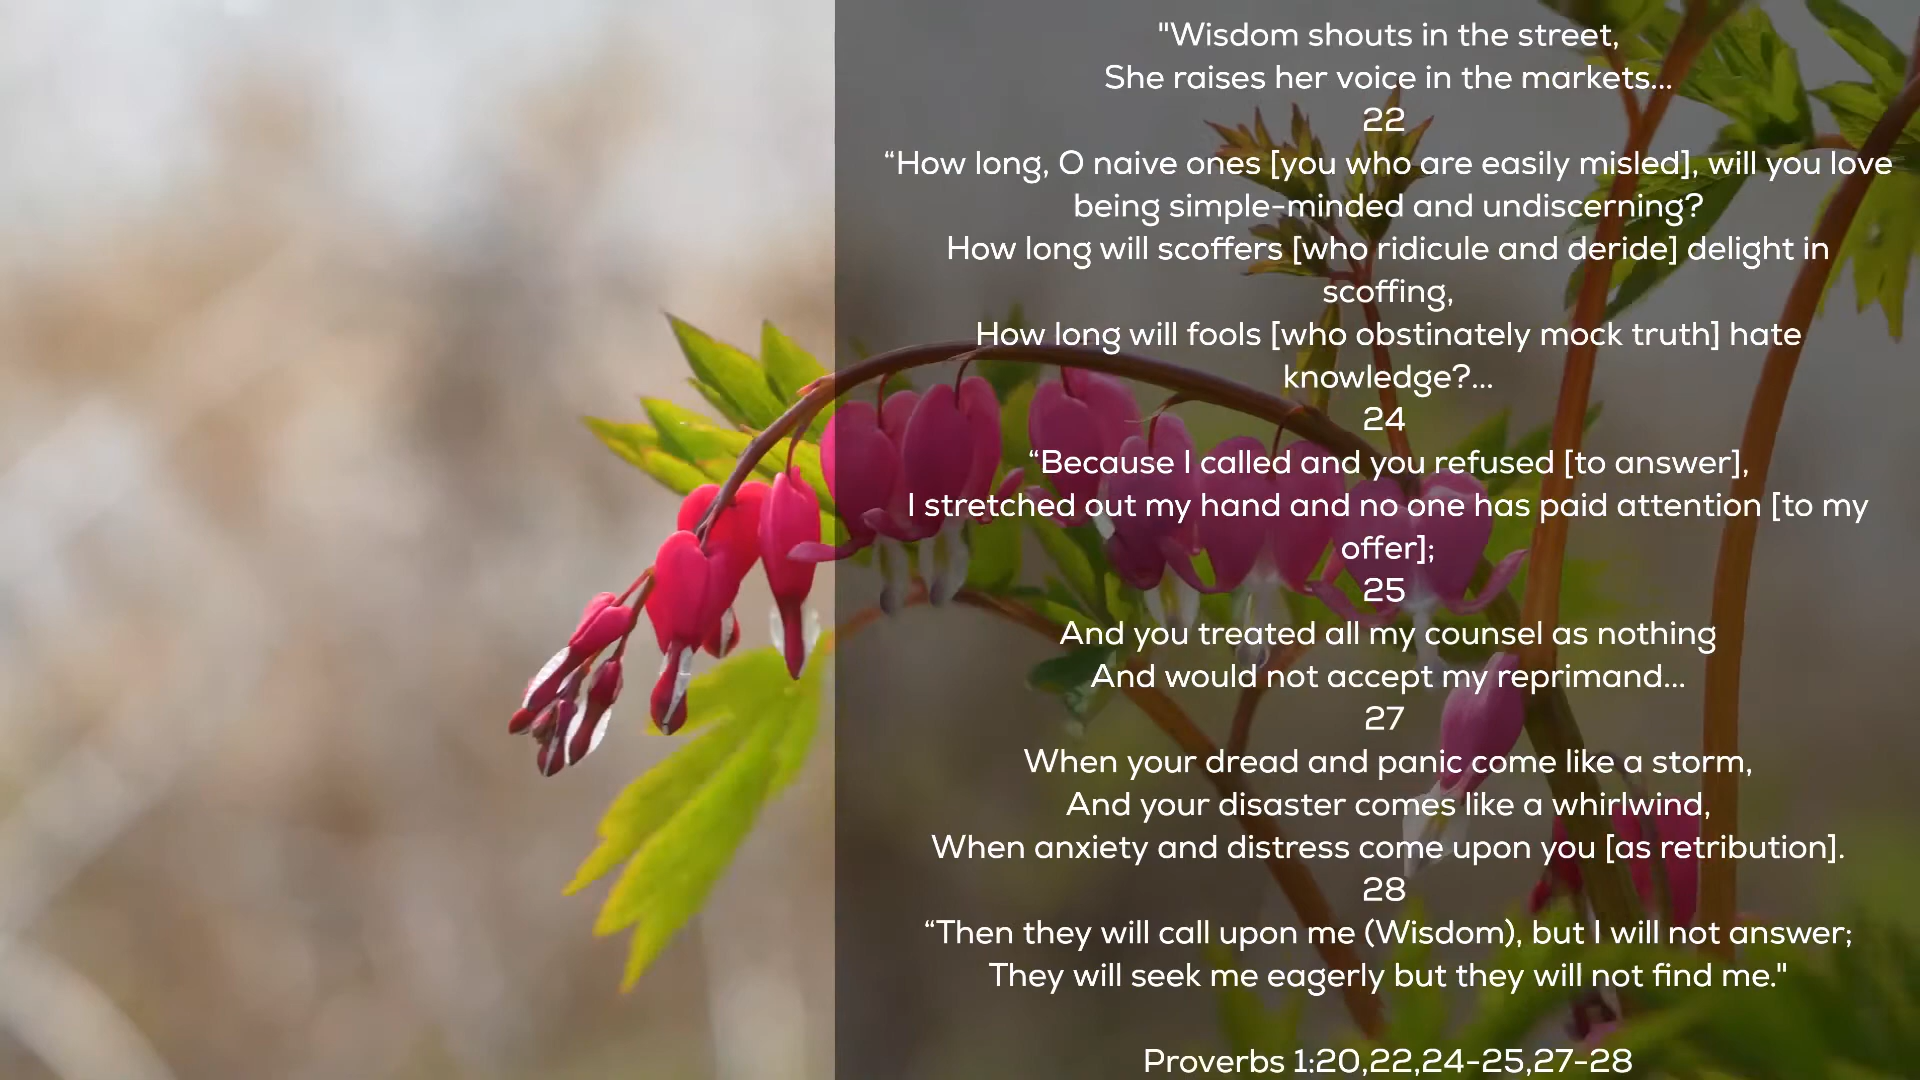 "Wisdom shouts in the street,
She raises her voice in the markets...
22
“How long, O naive ones [you who are easily misled], will you love
being simple-minded and undiscerning?
How long will scoffers [who ridicule and deride] delight in
scoffing,
How long will fools [who obstinately mock truth] hate
knowledge?...
24
“Because I called and you refused [to answer],
I stretched out my hand and no one has paid attention [to my
offer];
25
And you treated all my counsel as nothing
And would not accept my reprimand...
27
When your dread and panic come like a storm,
And your disaster comes like a whirlwind,
When anxiety and distress come upon you [as retribution].
28
“Then they will call upon me (Wisdom), but I will not answer;
They will seek me eagerly but they will not find me."
Proverbs 1:20,22,24-25,27-28